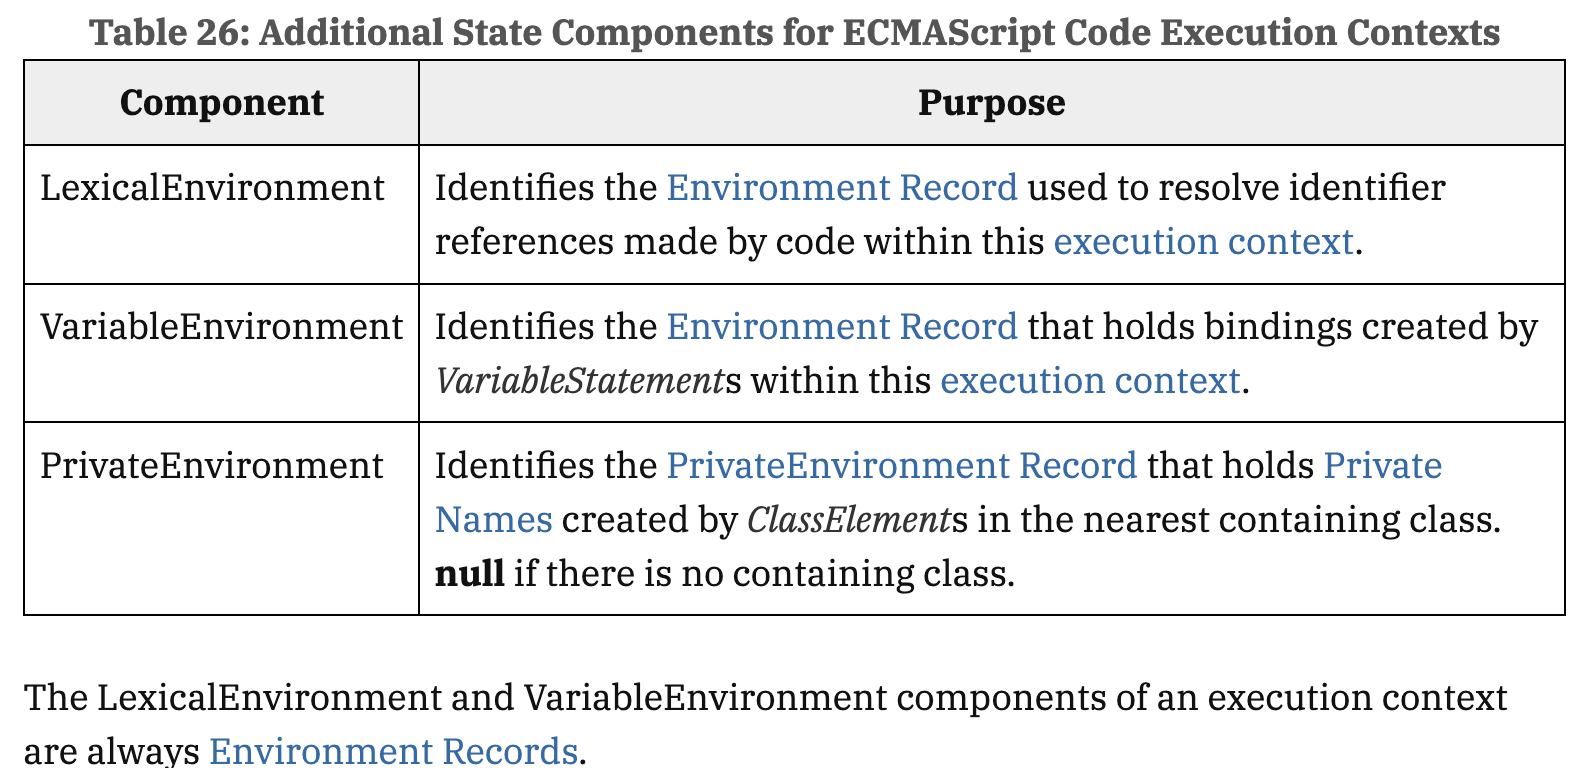 Table 26: Additional State Components for ECMAScript Code Execution Contexts
Component
Purpose
LexicalEnvironment
Identifies the Environment Record used to resolve identifier
references made by code within this execution context.
VariableEnvironment
Identifies the Environment Record that holds bindings created by
VariableStatements within this execution context.
PrivateEnvironment
Identifies the PrivateEnvironment Record that holds Private
Names created by ClassElements in the nearest containing class.
null if there is no containing class.
The LexicalEnvironment and VariableEnvironment components of an execution context
are always Environment Records.